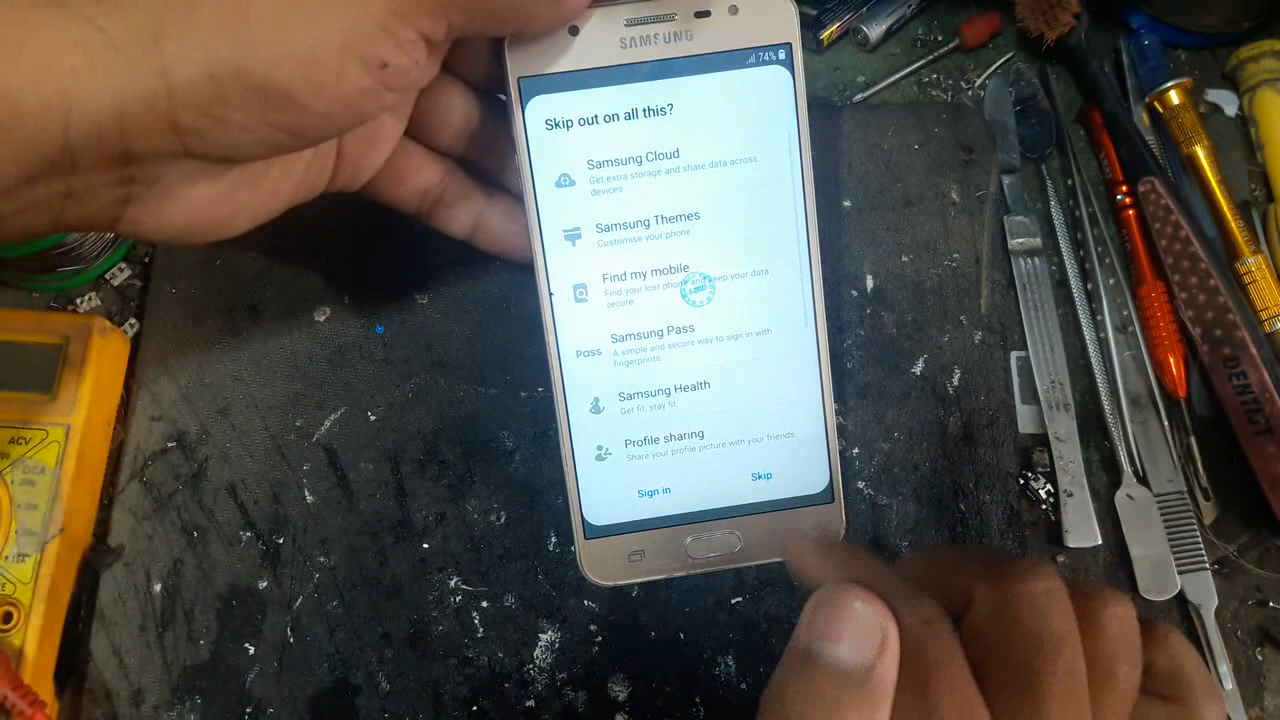 SAMSUNG
74%
Skip out on all this?
Samsung Cloud
Get extra storage and share data across
devices
Samsung Themes
Customise your phone
Find my mobile
Find your lost phone and keep your data
secure.
Pass
Samsung Pass
A simple and secure way to sign in with
fingerprints.
Samsung Health
Get fit, stay fit.
Profile sharing
Share your profile picture with your friends.
Sign in
Skip
ACV
DCA